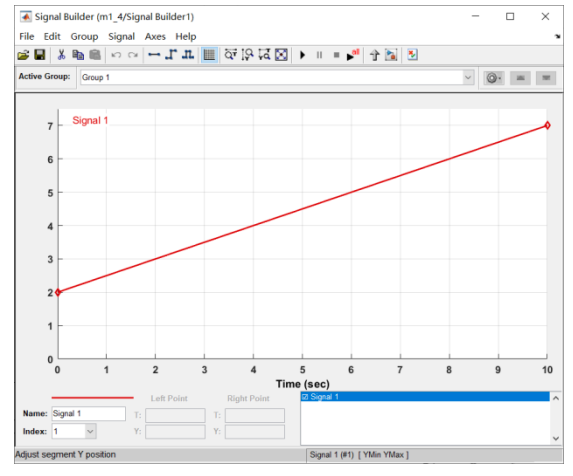 Signal Builder (m1_4/Signal Builder1)
File Edit Group Signal Axes Help
Active Group: Group 1
Signal 1
7
6
5
4
3
2
1
0
0 1 2 3 4 5 6 7 8 9 10
Time (sec)
Left Point Right Point
Signal 1
Name: Signal 1 T: T:
Index: 1 Y: Y:
Adjust segment Y position Signal 1 (#1) [ YMin YMax ]